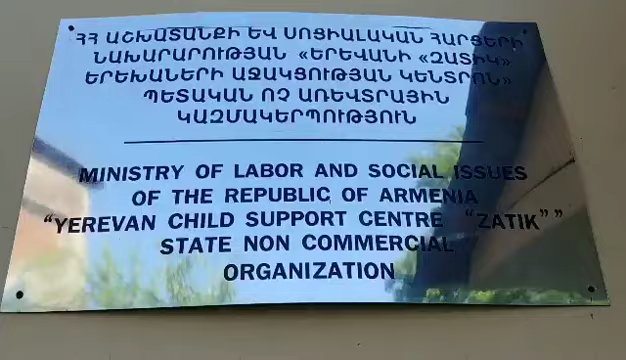 ՀՀ ԱՇԽԱՏԱՆՔԻ ԵՎ ՍՈՑԻԱԼԱԿԱՆ ՀԱՐՑԵՐԻ
ՆԱԽԱՐԱՐՈՒԹՅԱՆ «ԵՐԵՎԱՆԻ «ԶԱՏԻԿ»
ԵՐԵԽԱՆԵՐԻ ԱՋԱԿՑՈՒԹՅԱՆ ԿԵՆՏՐՈՆ»
ՊԵՏԱԿԱՆ ՈՉ ԱՌԵՎՏՐԱՅԻՆ
ԿԱԶՄԱԿԵՐՊՈՒԹՅՈՒՆ
MINISTRY OF LABOR AND SOCIAL ISSUES
OF THE REPUBLIC OF ARMENIA
“YEREVAN CHILD SUPPORT CENTRE “ZATIK” ”
STATE NON COMMERCIAL
ORGANIZATION